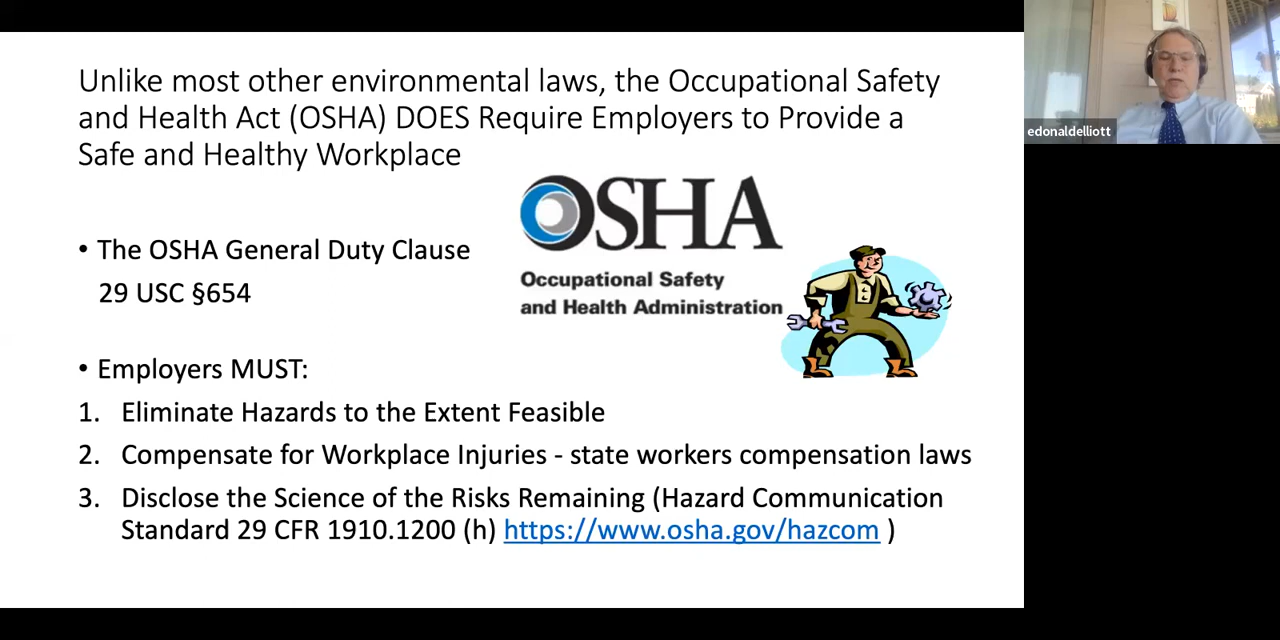 Unlike most other environmental laws, the Occupational Safety
and Health Act (OSHA) DOES Require Employers to Provide a
Safe and Healthy Workplace
OSHA
Occupational Safety
and Health Administration
• The OSHA General Duty Clause
29 USC §654
• Employers MUST:
1. Eliminate Hazards to the Extent Feasible
2. Compensate for Workplace Injuries - state workers compensation laws
3. Disclose the Science of the Risks Remaining (Hazard Communication
Standard 29 CFR 1910.1200 (h) https://www.osha.gov/hazcom )
edonaldelliott